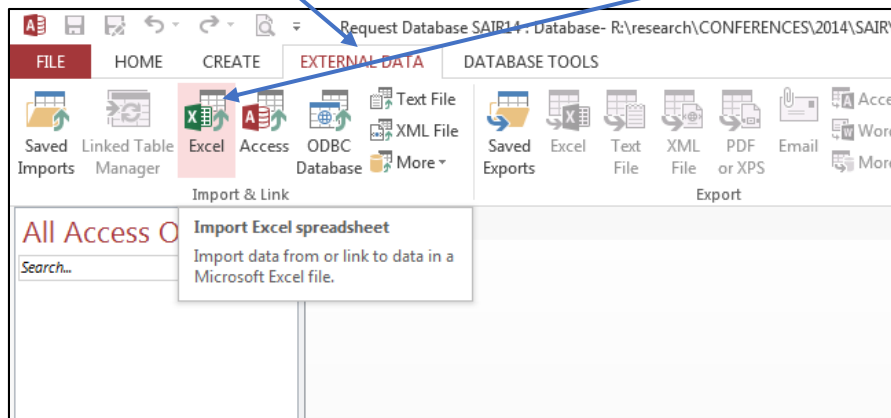 Request Database SAIR14 : Database- R:\research\CONFERENCES\2014\SAIR\
FILE HOME CREATE EXTERNAL DATA DATABASE TOOLS
Saved Imports
Linked Table Manager
Excel
Access
ODBC Database
Text File
XML File
More
Saved Exports
Excel
Text File
XML File
PDF or XPS
Email
Acce
Word
More
Import & Link
Export
All Access O
Search...
Import Excel spreadsheet
Import data from or link to data in a
Microsoft Excel file.